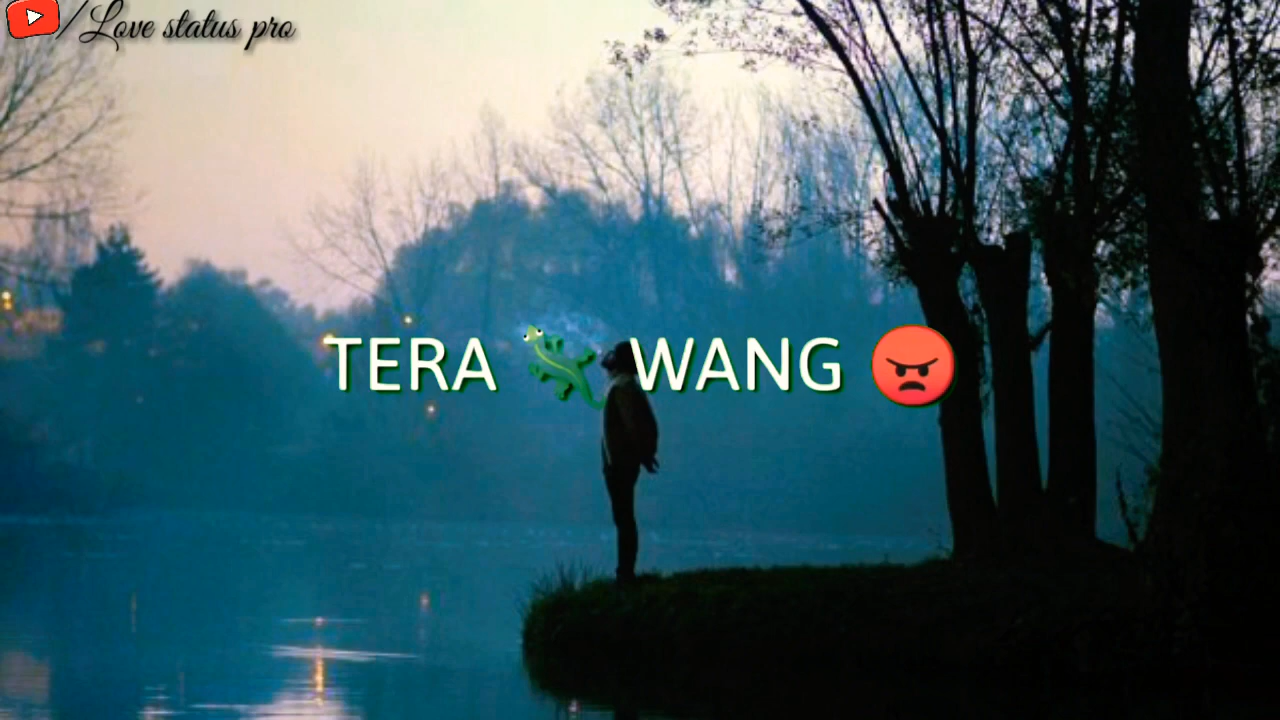 /Love status pro
TERA 🦎 WANG 😡